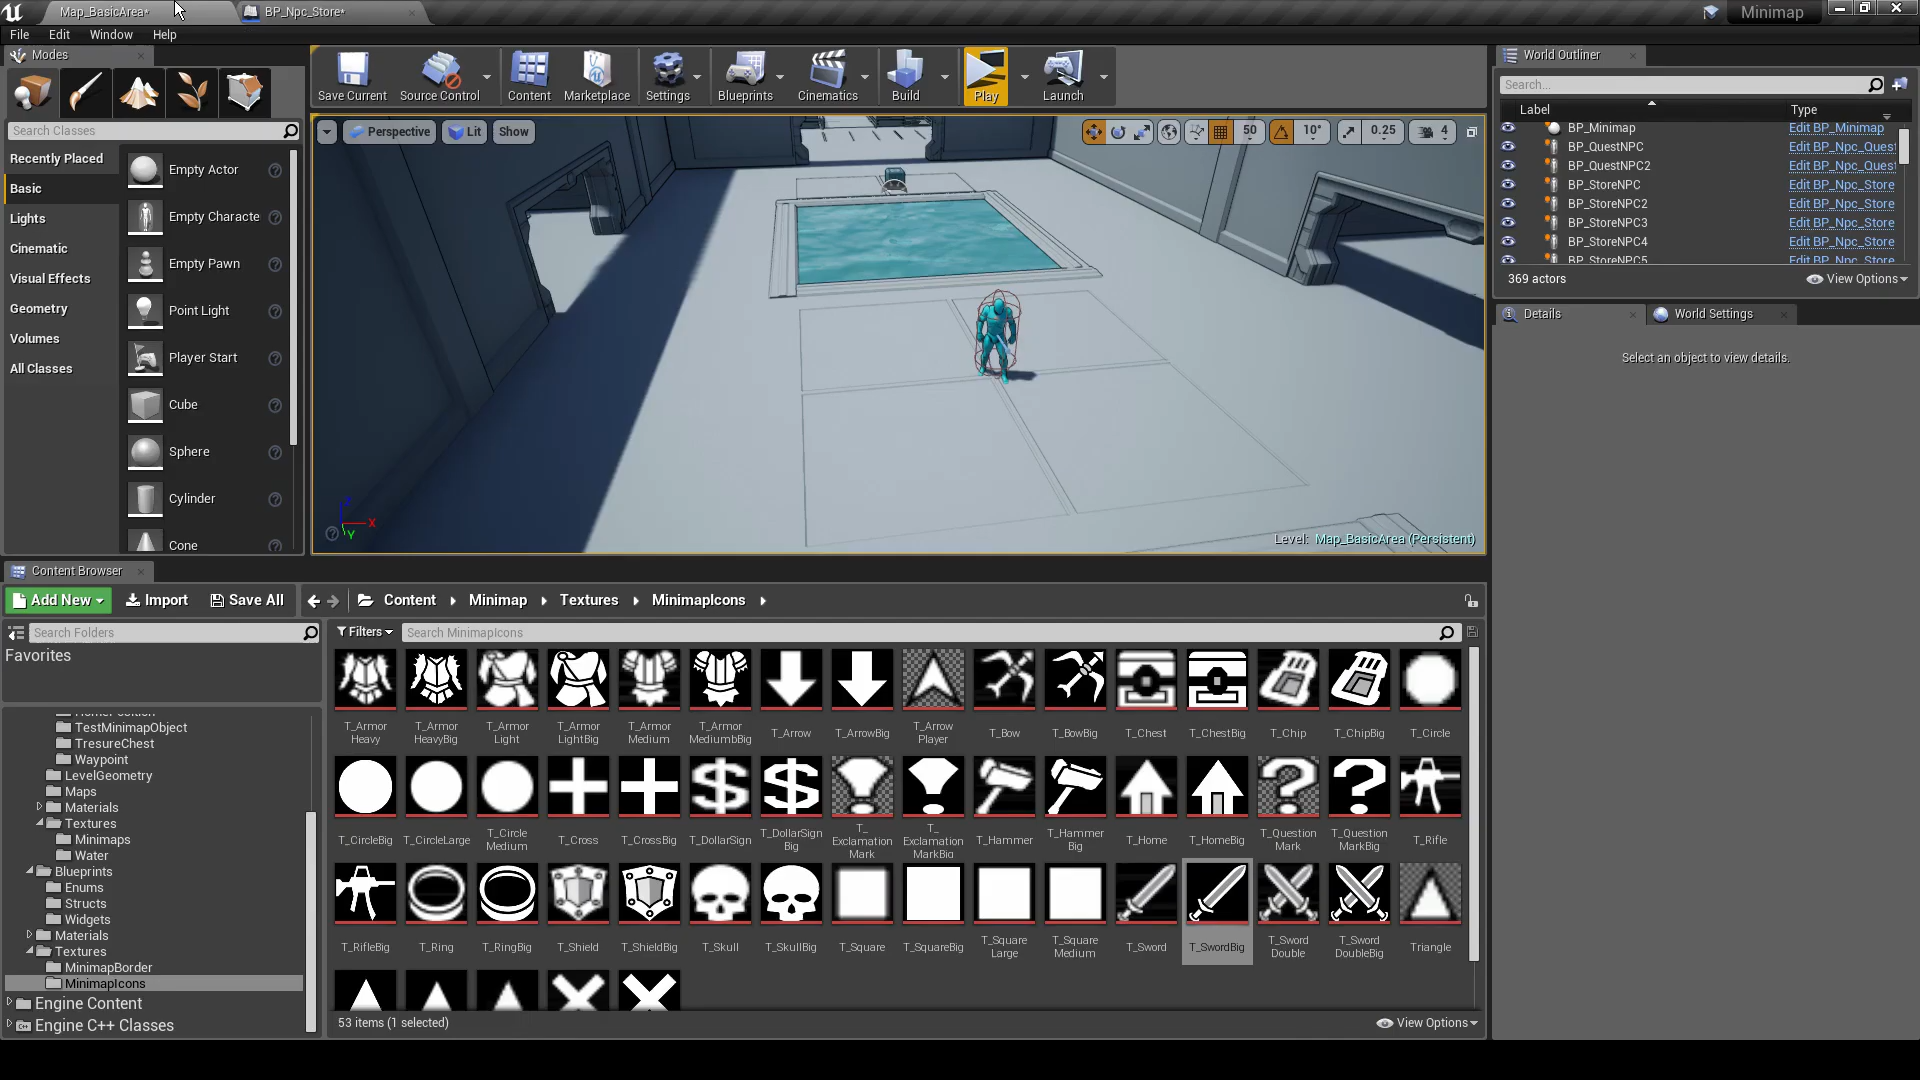 Map_BasicArea*
BP_Npc_Store*
Minimap
File Edit Window Help
Modes
Search Classes
Recently Placed
Basic
Lights
Cinematic
Visual Effects
Geometry
Volumes
All Classes
Empty Actor
Empty Characte
Empty Pawn
Point Light
Player Start
Cube
Sphere
Cylinder
Cone
Save Current
Source Control
Content
Marketplace
Settings
Blueprints
Cinematics
Build
Play
Launch
Perspective Lit Show
50 10° 0.25 4
X
Y
Level: Map_BasicArea (Persistent)
World Outliner
Search...
Label Type
BP_Minimap Edit BP_Minimap
BP_QuestNPC Edit BP_Npc_Quest
BP_QuestNPC2 Edit BP_Npc_Quest
BP_StoreNPC Edit BP_Npc_Store
BP_StoreNPC2 Edit BP_Npc_Store
BP_StoreNPC3 Edit BP_Npc_Store
BP_StoreNPC4 Edit BP_Npc_Store
BP_StoreNPC5 Edit BP_Npc_Store
369 actors View Options
Details
World Settings
Select an object to view details.
Content Browser
Add New Import Save All
Content Minimap Textures MinimapIcons
Search Folders
Favorites
TestMinimapObject
TresureChest
Waypoint
LevelGeometry
Maps
Materials
Textures
Minimaps
Water
Blueprints
Enums
Structs
Widgets
Materials
Textures
MinimapBorder
MinimapIcons
Engine Content
Engine C++ Classes
Filters Search MinimapIcons
T_Armor Heavy
T_Armor HeavyBig
T_Armor Light
T_Armor LightBig
T_Armor Medium
T_Armor MediumbBig
T_Arrow
T_ArrowBig
T_Arrow Player
T_Bow
T_BowBig
T_Chest
T_ChestBig
T_Chip
T_ChipBig
T_Circle
T_CircleBig
T_CircleLarge
T_Circle Medium
T_Cross
T_CrossBig
T_DollarSign
T_DollarSign Big
T_ Exclamation Mark
T_ Exclamation MarkBig
T_Hammer
T_Hammer Big
T_Home
T_HomeBig
T_Question Mark
T_Question MarkBig
T_Rifle
T_RifleBig
T_Ring
T_RingBig
T_Shield
T_ShieldBig
T_Skull
T_SkullBig
T_Square
T_SquareBig
T_Square Large
T_Square Medium
T_Sword
T_SwordBig
T_Sword Double
T_Sword DoubleBig
Triangle
53 items (1 selected)
View Options